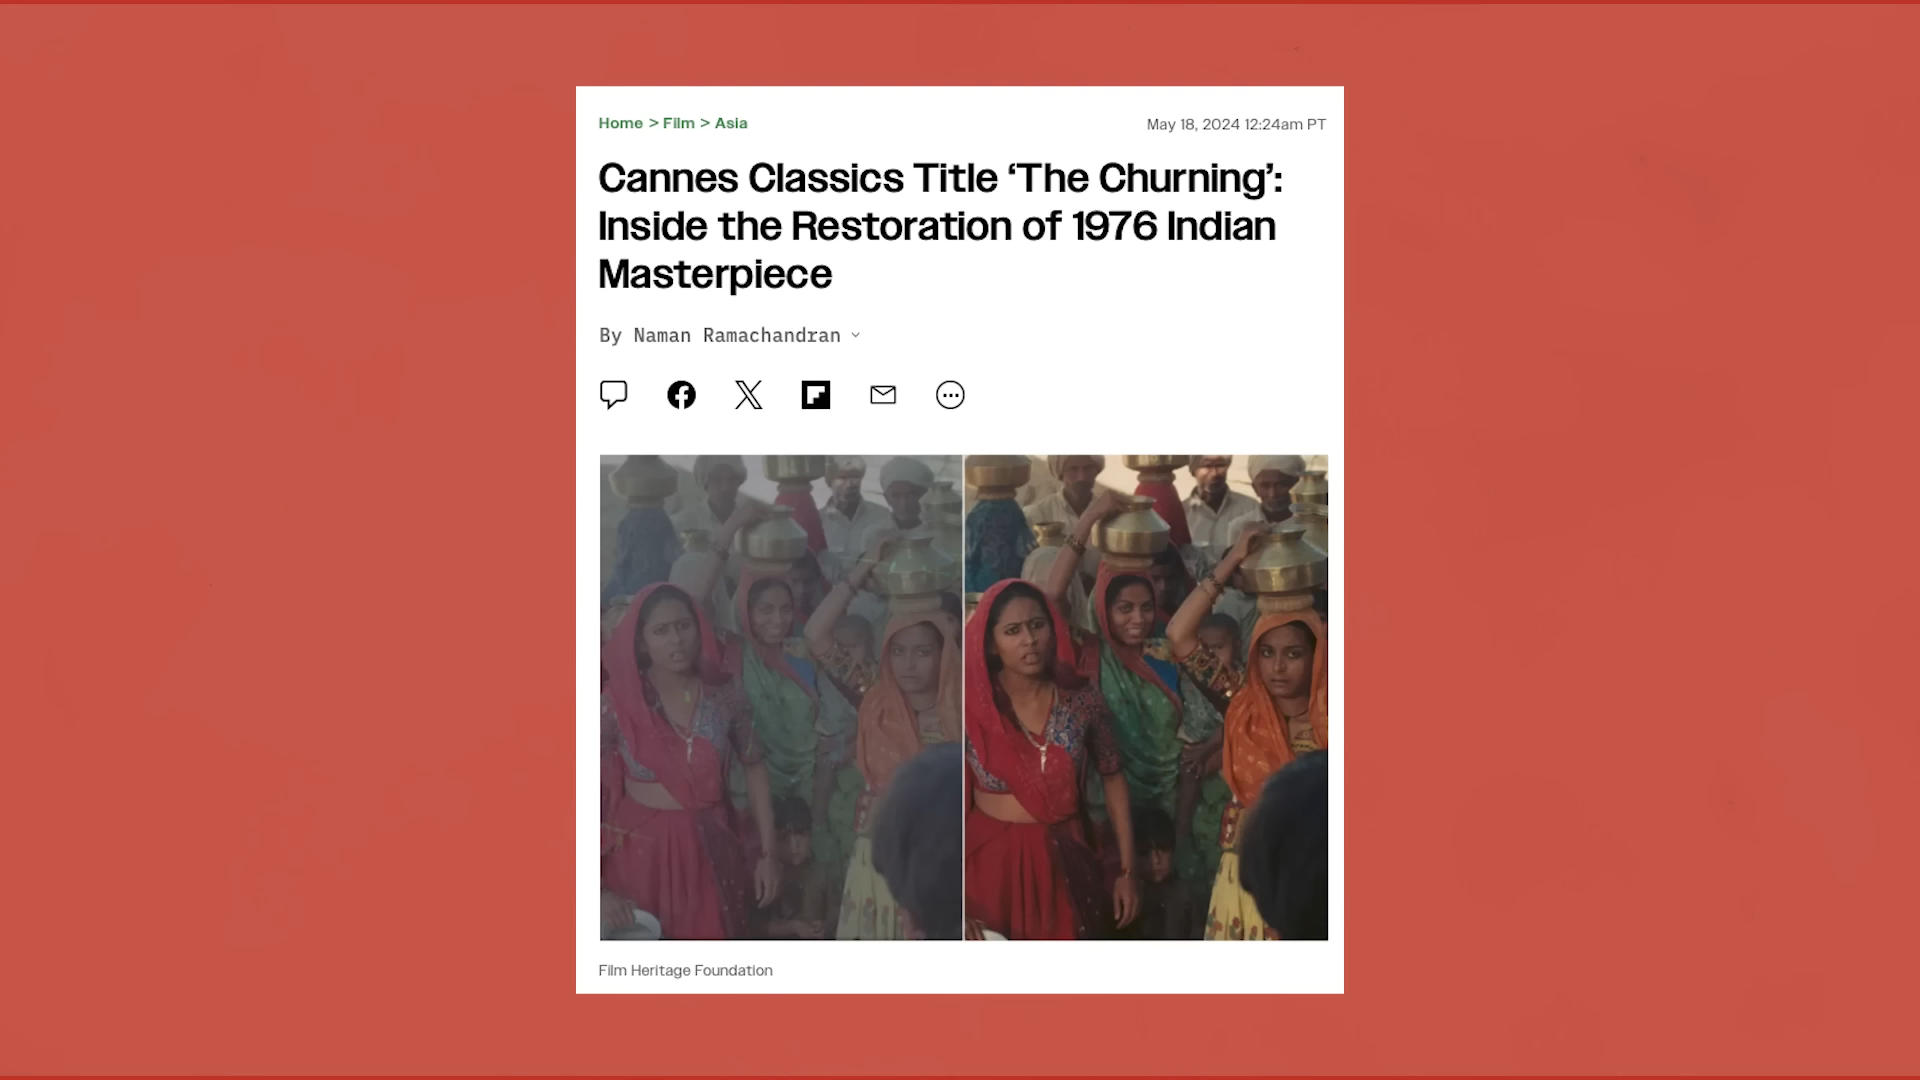 Home > Film > Asia
May 18, 2024 12:24am PT
Cannes Classics Title ‘The Churning’:
Inside the Restoration of 1976 Indian
Masterpiece
By Naman Ramachandran
Film Heritage Foundation